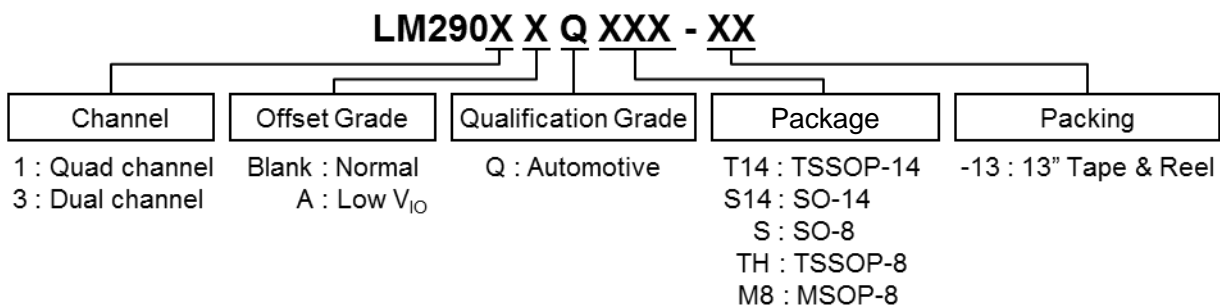 LM290X X Q XXX - XX
Channel Offset Grade Qualification Grade Package Packing
1 : Quad channel Blank : Normal Q : Automotive T14 : TSSOP-14 -13 : 13” Tape & Reel
3 : Dual channel A : Low VIO S14 : SO-14
S : SO-8
TH : TSSOP-8
M8 : MSOP-8